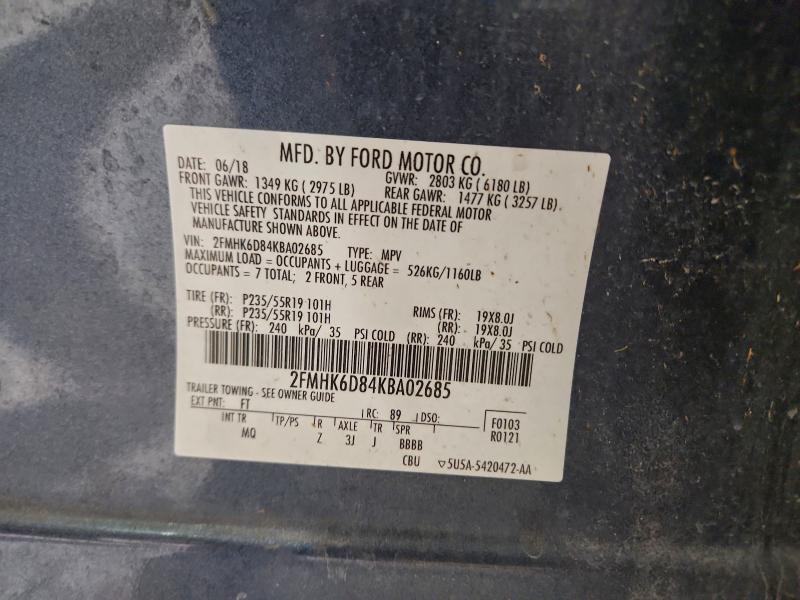 MFD. BY FORD MOTOR CO.
DATE: 06/18 GVWR: 2803 KG ( 6180 LB)
FRONT GAWR: 1349 KG ( 2975 LB) REAR GAWR: 1477 KG ( 3257 LB)
THIS VEHICLE CONFORMS TO ALL APPLICABLE FEDERAL MOTOR
VEHICLE SAFETY STANDARDS IN EFFECT ON THE DATE OF
MANUFACTURE SHOWN ABOVE.
VIN: 2FMHK6D84KBA02685 TYPE: MPV
MAXIMUM LOAD = OCCUPANTS + LUGGAGE = 526KG/1160LB
OCCUPANTS = 7 TOTAL; 2 FRONT, 5 REAR
TIRE (FR): P235/55R19 101H RIMS (FR): 19X8.0J
(RR): P235/55R19 101H (RR): 19X8.0J
PRESSURE (FR): 240 kPa/ 35 PSI COLD (RR): 240 kPa/ 35 PSI COLD
2FMHK6D84KBA02685
TRAILER TOWING - SEE OWNER GUIDE
EXT PNT: FT RC: 89 DSO: F0103
INT TR TP/PS R AXLE TR SPR R0121
MQ Z 3J J BBBB
CBU ▽5U5A-5420472-AA